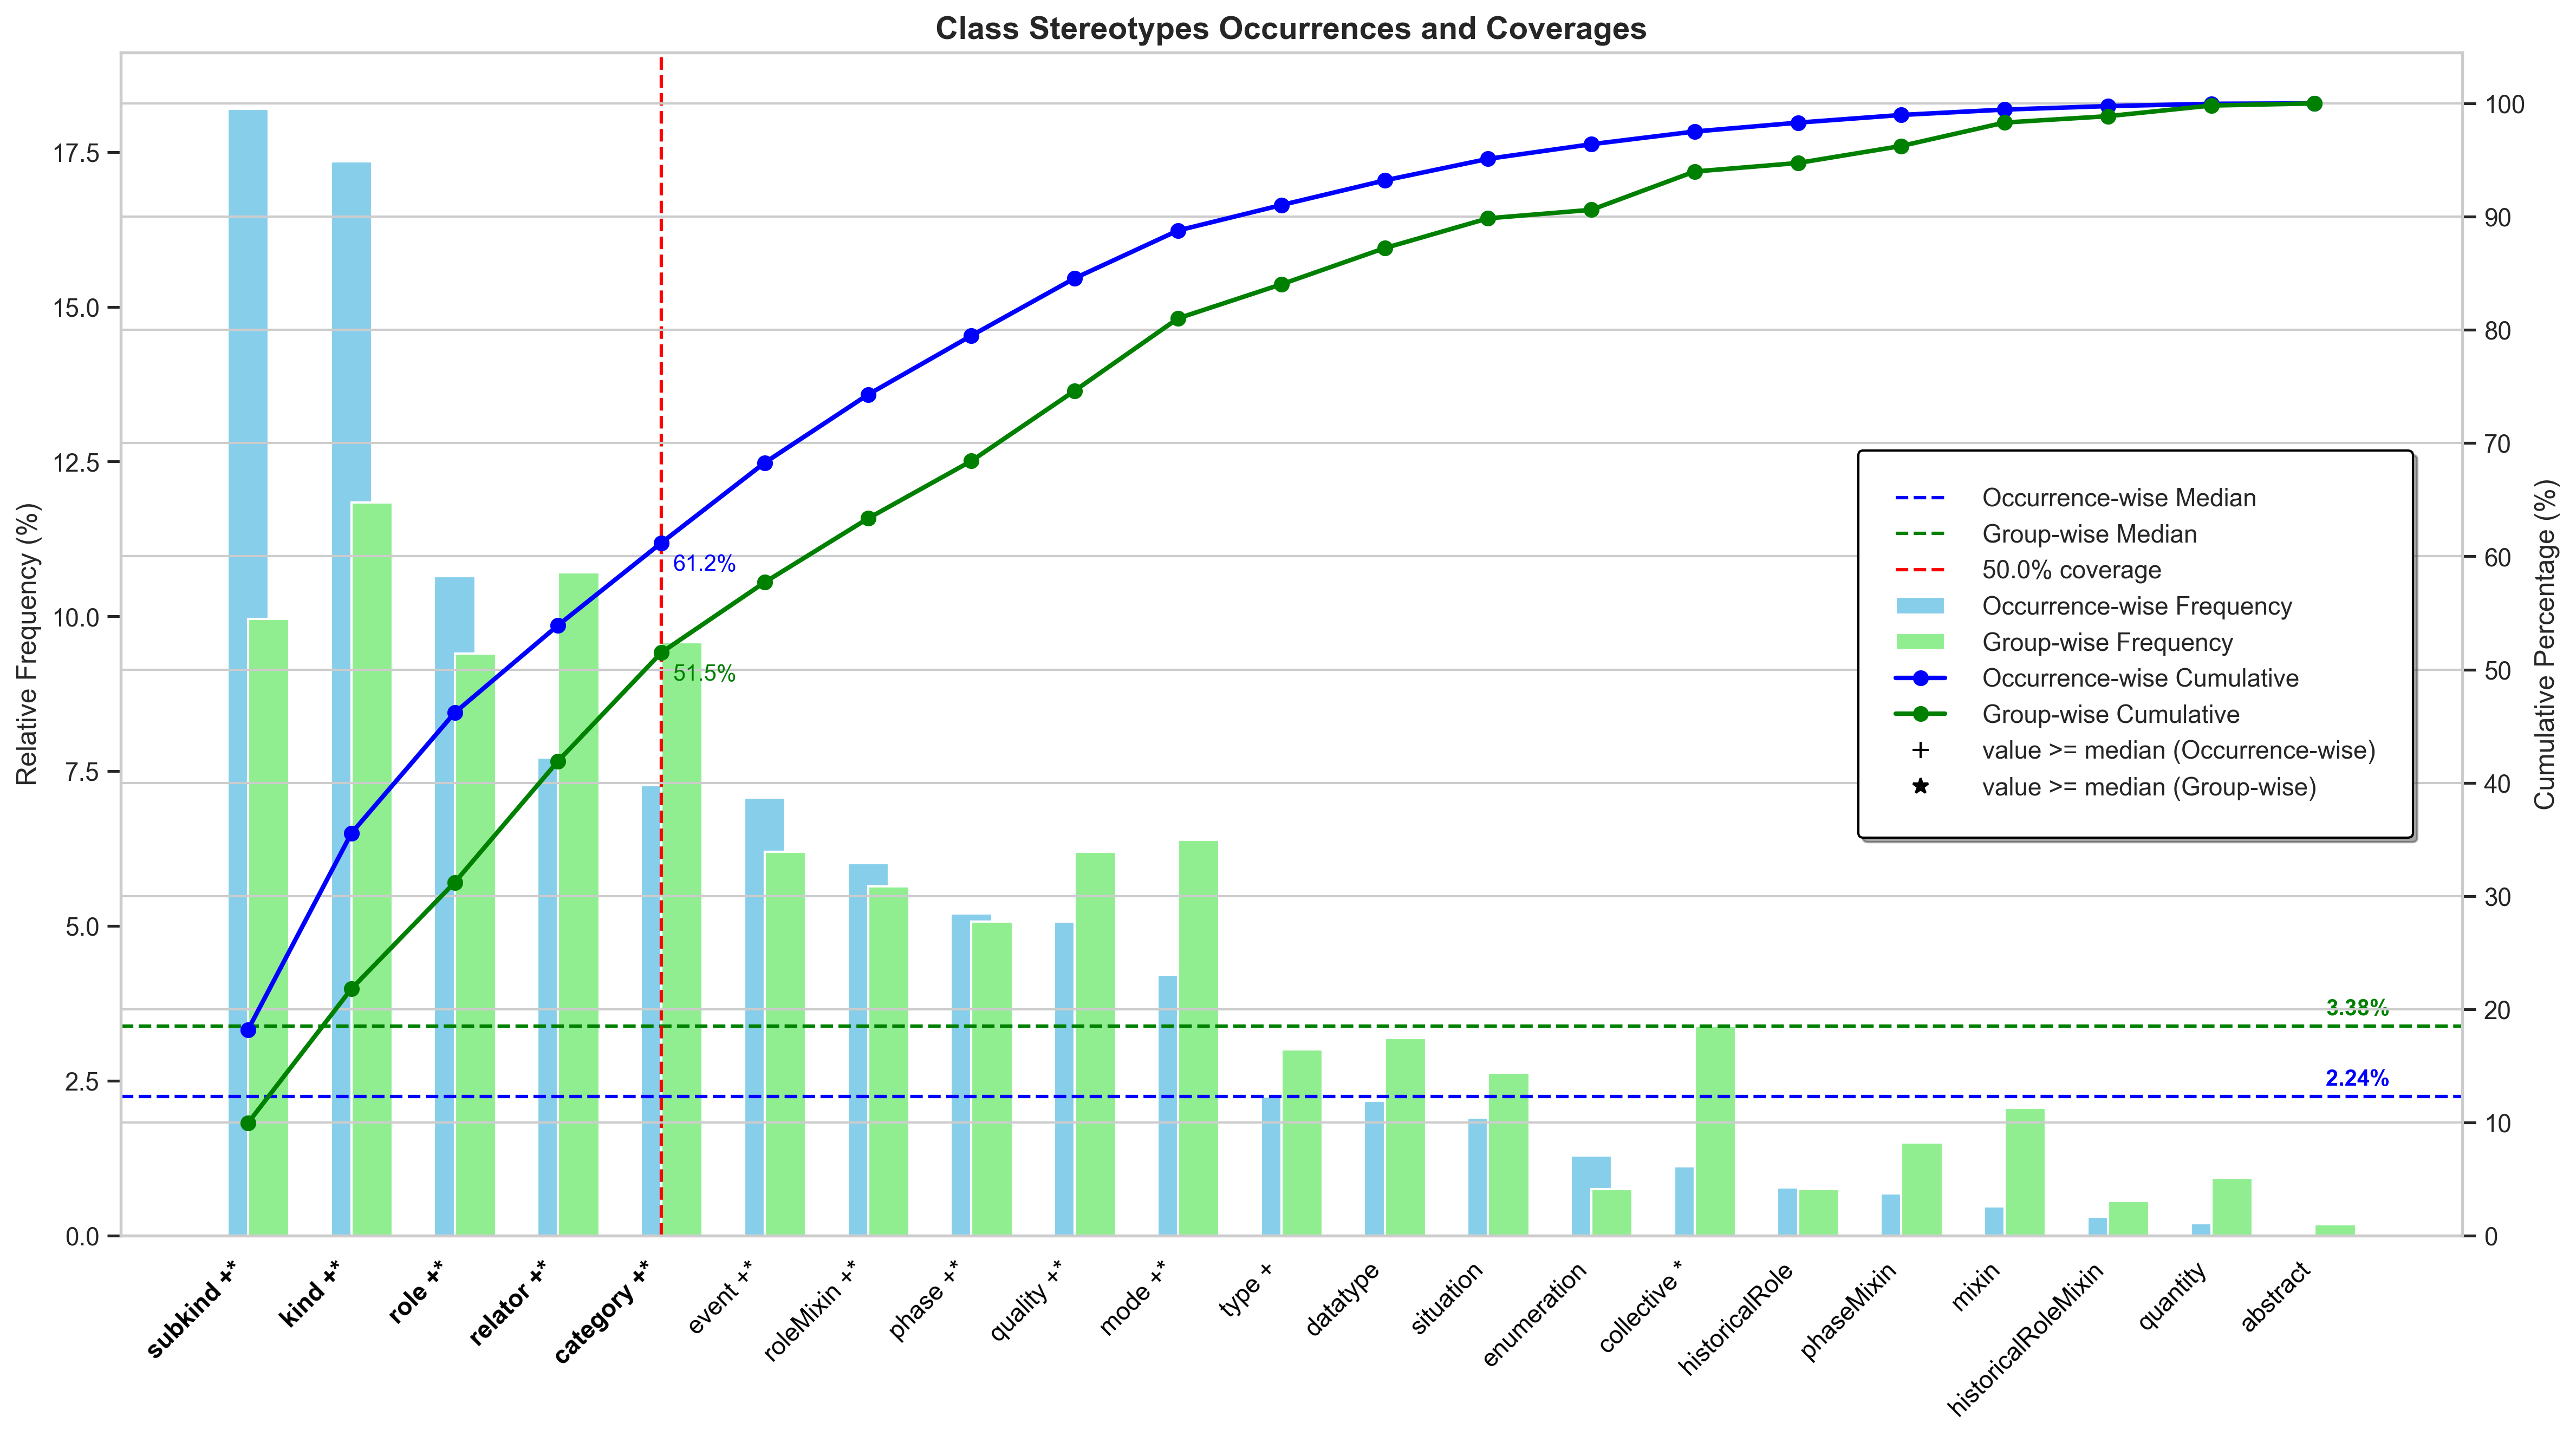 Class Stereotypes Occurrences and Coverages
Relative Frequency (%)
17.5
15.0
12.5
10.0
7.5
5.0
2.5
0.0
100
90
80
70
60
50
40
30
20
10
0
Cumulative Percentage (%)
61.2%
51.5%
3.38%
2.24%
Occurrence-wise Median
Group-wise Median
50.0% coverage
Occurrence-wise Frequency
Group-wise Frequency
Occurrence-wise Cumulative
Group-wise Cumulative
value >= median (Occurrence-wise)
value >= median (Group-wise)
subkind +*
kind +*
role +*
relator +*
category +*
event +*
roleMixin +*
phase +*
quality +*
mode +*
type +
datatype
situation
enumeration
collective *
historicalRole
phaseMixin
mixin
historicalRoleMixin
quantity
abstract